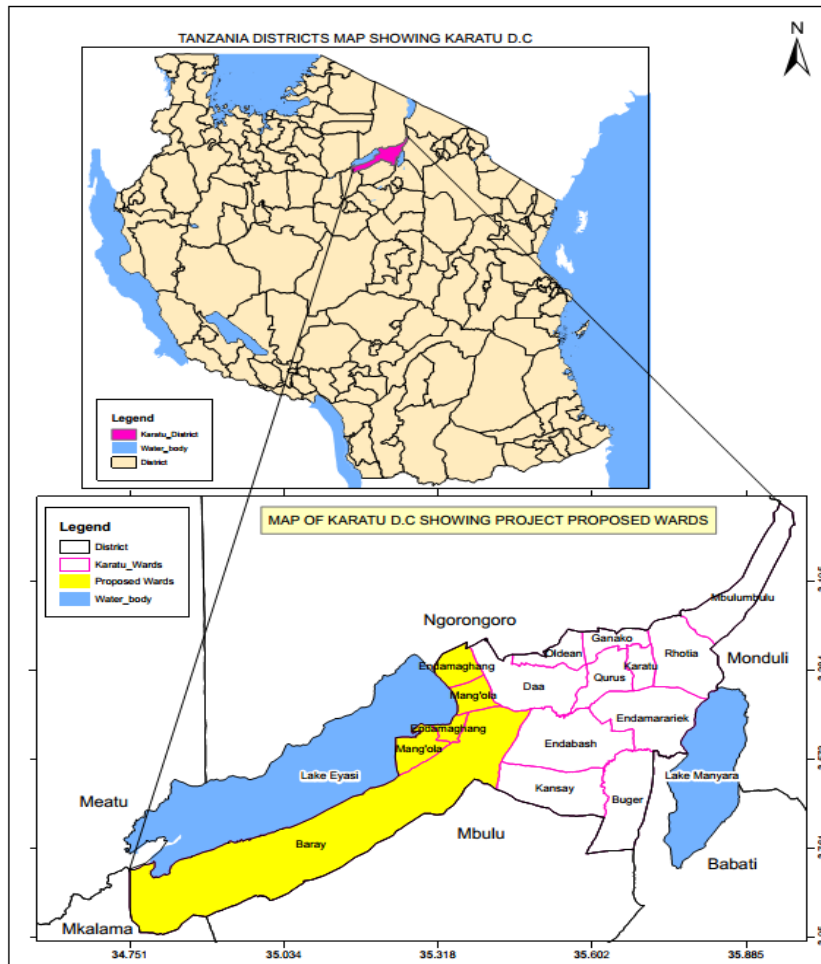 TANZANIA DISTRICTS MAP SHOWING KARATU D.C
N
Legend
Karatu_District
Water_body
District
MAP OF KARATU D.C SHOWING PROJECT PROPOSED WARDS
Legend
District
Karatu_Wards
Proposed Wards
Water_body
Mbulumbulu
Ngorongoro
Ganako
Oldean
Rhotia
Monduli
Endamaghang
Karatu
Qurus
Daa
Mang'ola
Endamarariek
Endamaghang
Endabash
Mang'ola
Lake Eyasi
Lake Manyara
Kansay
Meatu
Buger
Mbulu
Baray
Babati
Mkalama
34.751
35.034
35.318
35.602
35.885